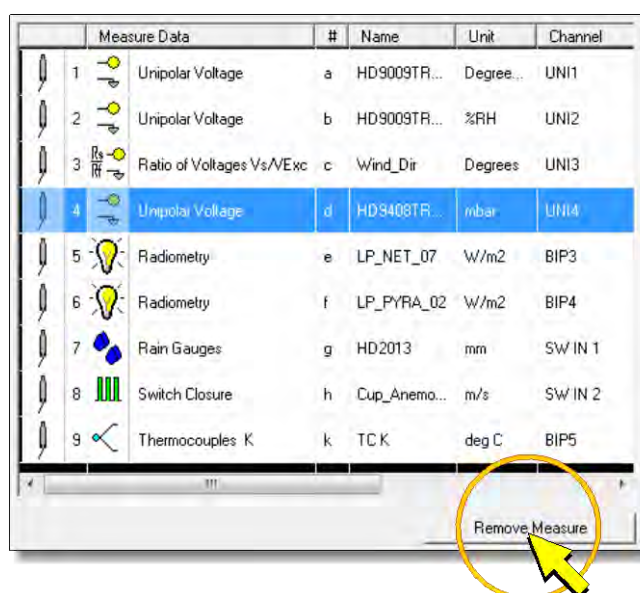 Measure Data # Name Unit Channel
1 Unipolar Voltage a HD9009TR... Degree... UNI1
2 Unipolar Voltage b HD9009TR... %RH UNI2
3 Rs Rf Ratio of Voltages Vs/VExc c Wind_Dir Degrees UNI3
4 Unipolar Voltage d HD9408TR... mbar UNI4
5 Radiometry e LP_NET_07 W/m2 BIP3
6 Radiometry f LP_PYRA_02 W/m2 BIP4
7 Rain Gauges g HD2013 mm SW IN 1
8 Switch Closure h Cup_Anemo... m/s SW IN 2
9 Thermocouples K k TC K deg C BIP5
Remove Measure